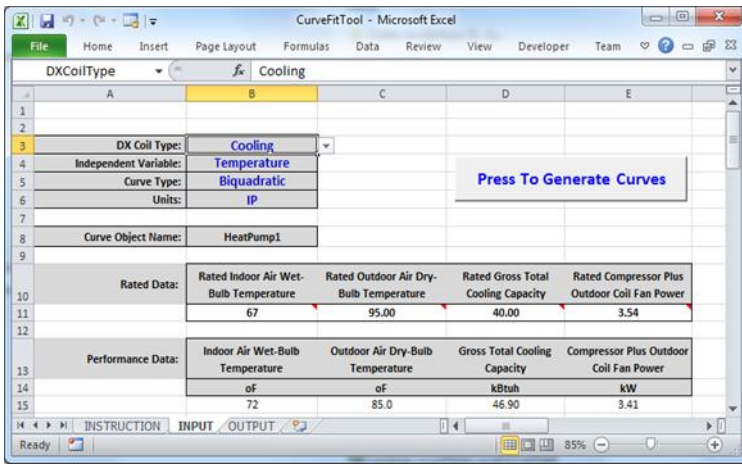 CurveFitTool - Microsoft Excel
File Home Insert Page Layout Formulas Data Review View Developer Team
DXCoilType fx Cooling
A B C D E
1
2
3 DX Coil Type: Cooling
4 Independent Variable: Temperature
5 Curve Type: Biquadratic
6 Units: IP
Press To Generate Curves
7
8 Curve Object Name: HeatPump1
9
Rated Indoor Air Wet- Rated Outdoor Air Dry- Rated Gross Total Rated Compressor Plus
10 Rated Data: Bulb Temperature Bulb Temperature Cooling Capacity Outdoor Coil Fan Power
11 67 95.00 40.00 3.54
12
Indoor Air Wet-Bulb Outdoor Air Dry-Bulb Gross Total Cooling Compressor Plus Outdoor
13 Performance Data: Temperature Temperature Capacity Coil Fan Power
14 oF oF kBtuh kW
15 72 85.0 46.90 3.41
INSTRUCTION INPUT OUTPUT
Ready 85%